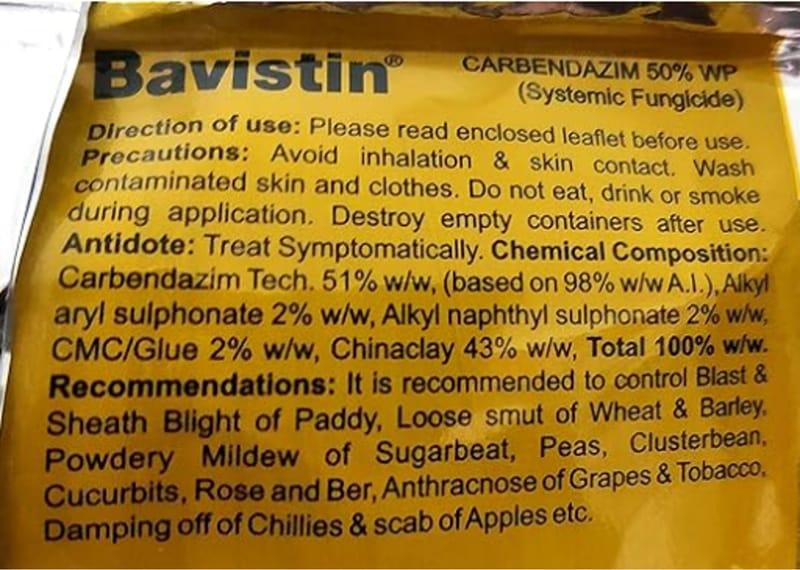 Bavistin® CARBENDAZIM 50% WP
(Systemic Fungicide)
Direction of use: Please read enclosed leaflet before use.
Precautions: Avoid inhalation & skin contact. Wash
contaminated skin and clothes. Do not eat, drink or smoke
during application. Destroy empty containers after use.
Antidote: Treat Symptomatically. Chemical Composition:
Carbendazim Tech. 51% w/w, (based on 98% w/w A.I.), Alkyl
aryl sulphonate 2% w/w, Alkyl naphthyl sulphonate 2% w/w,
CMC/Glue 2% w/w, Chinaclay 43% w/w, Total 100% w/w.
Recommendations: It is recommended to control Blast &
Sheath Blight of Paddy, Loose smut of Wheat & Barley,
Powdery Mildew of Sugarbeat, Peas, Clusterbean,
Cucurbits, Rose and Ber, Anthracnose of Grapes & Tobacco,
Damping off of Chillies & scab of Apples etc.